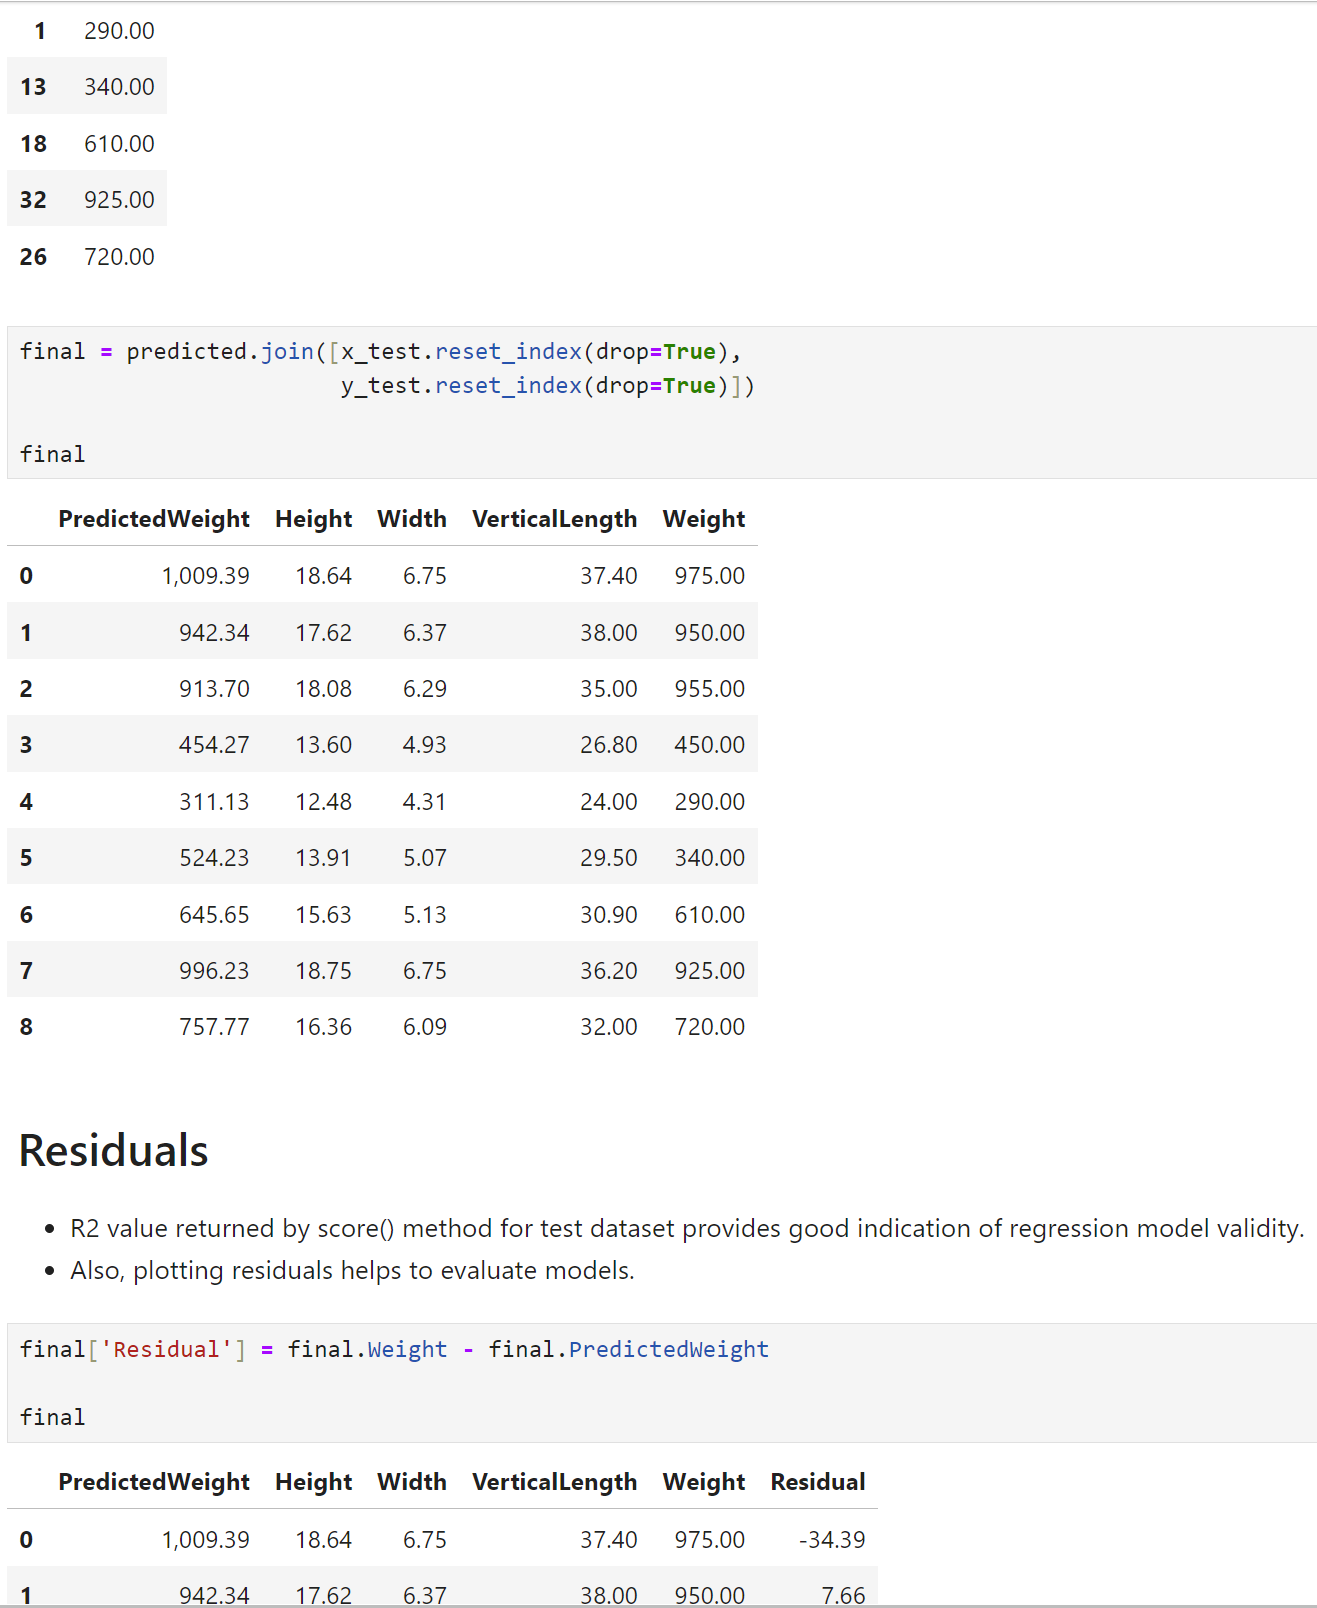 1 290.00
13 340.00
18 610.00
32 925.00
26 720.00
final = predicted.join([x_test.reset_index(drop=True),
y_test.reset_index(drop=True)])
final
PredictedWeight Height Width VerticalLength Weight
0 1,009.39 18.64 6.75 37.40 975.00
1 942.34 17.62 6.37 38.00 950.00
2 913.70 18.08 6.29 35.00 955.00
3 454.27 13.60 4.93 26.80 450.00
4 311.13 12.48 4.31 24.00 290.00
5 524.23 13.91 5.07 29.50 340.00
6 645.65 15.63 5.13 30.90 610.00
7 996.23 18.75 6.75 36.20 925.00
8 757.77 16.36 6.09 32.00 720.00
Residuals
• R2 value returned by score() method for test dataset provides good indication of regression model validity.
• Also, plotting residuals helps to evaluate models.
final['Residual'] = final.Weight - final.PredictedWeight
final
PredictedWeight Height Width VerticalLength Weight Residual
0 1,009.39 18.64 6.75 37.40 975.00 -34.39
1 942.34 17.62 6.37 38.00 950.00 7.66